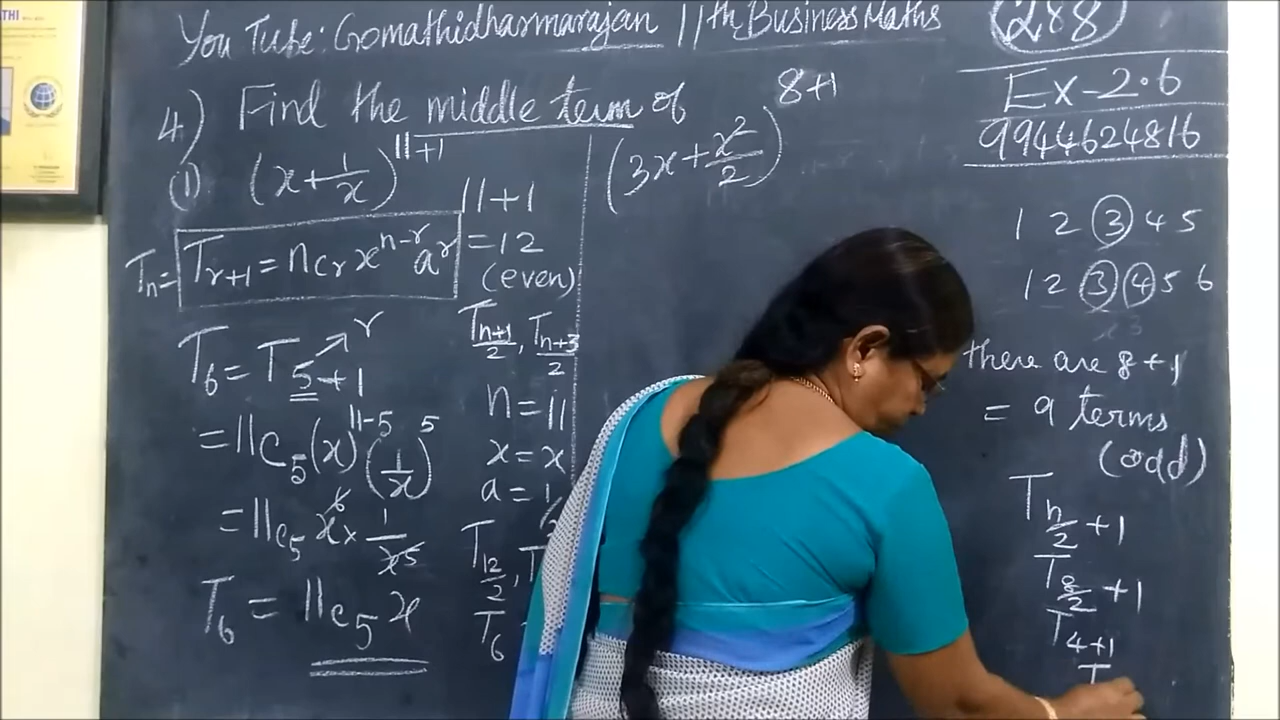 You Tube: Gomathidharmarajan 11th Business Maths
288
Ex-2.6
9944624816
4) Find the middle term of
(i) (x+1/x)^11+1
(3x+x²/2)^8+1
11+1
=12
(even)
Tn= T r+1 = nCr x^n-r a^r
T n+1/2, T n+3/2
n=11
x=x
a=1/
T 12/2, T
T6
T6 = T 5+1 → r
= 11C5 (x)^11-5 (1/x)^5
= 11C5 x^6 × 1/x^5
T6 = 11C5 x
1 2 3 4 5
1 2 3 4 5 6
there are 8+1
= 9 terms
(odd)
T n/2 +1
T 8/2 +1
T 4+1
T